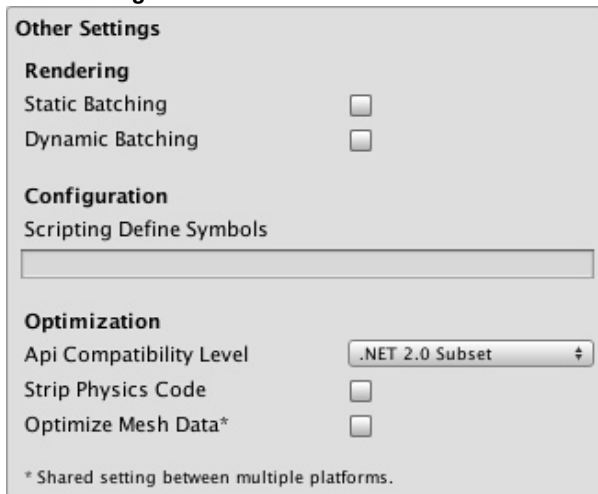 Other Settings
Rendering
Static Batching
Dynamic Batching
Configuration
Scripting Define Symbols
Optimization
Api Compatibility Level .NET 2.0 Subset
Strip Physics Code
Optimize Mesh Data*
* Shared setting between multiple platforms.